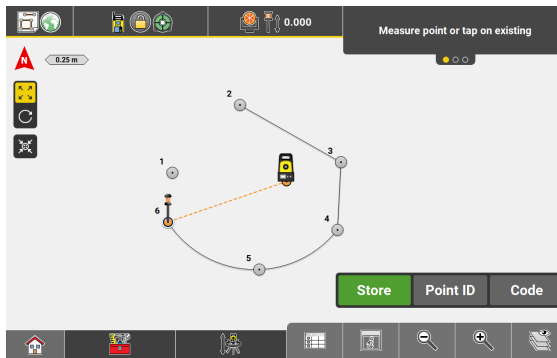 0.000
Measure point or tap on existing
N
0.25 m
2
3
1
6
4
5
Store Point ID Code